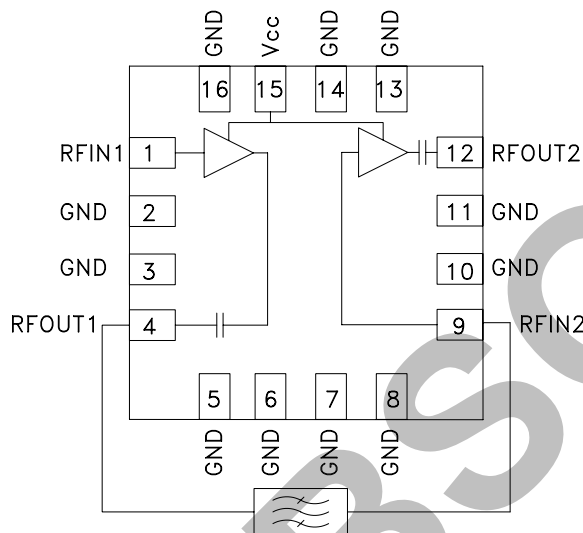 GND Vcc GND GND
16 15 14 13
RFIN1 1 12 RFOUT2
GND 2 11 GND
GND 3 10 GND
RFOUT1 4 9 RFIN2
5 6 7 8
GND GND GND GND
BSO